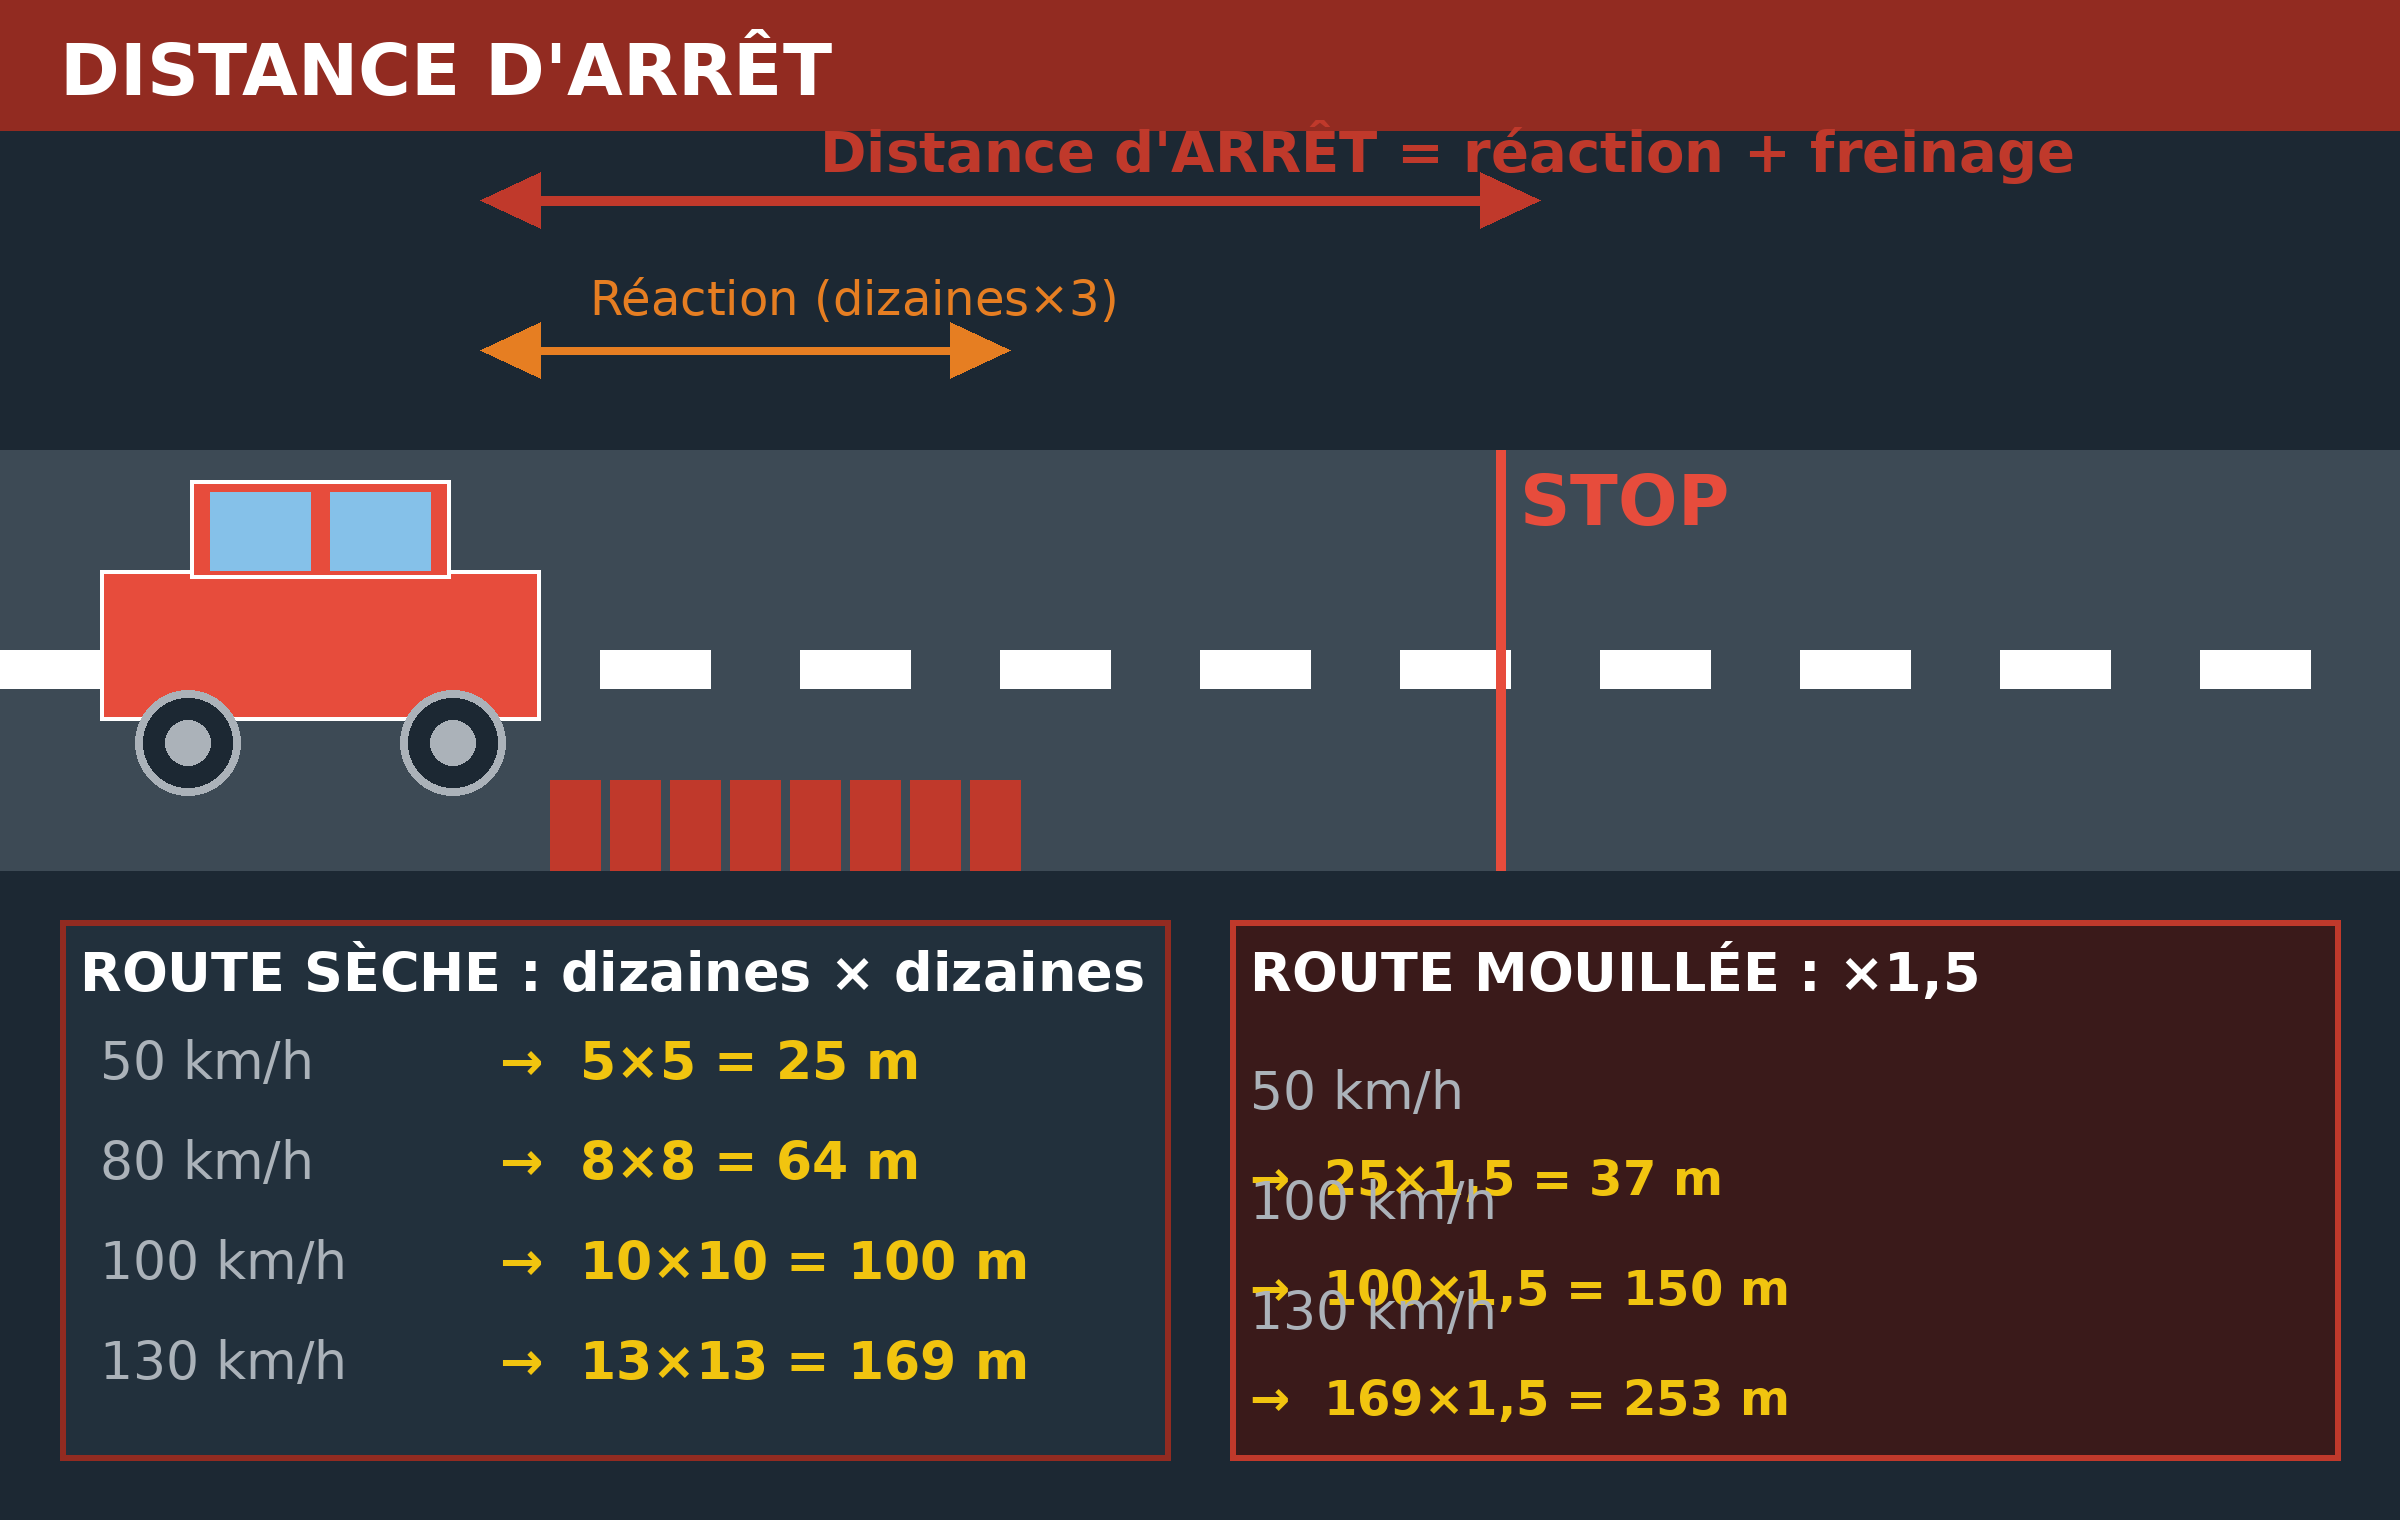 DISTANCE D'ARRÊT
Distance d'ARRÊT = réaction + freinage
Réaction (dizaines×3)
STOP
ROUTE SÈCHE : dizaines × dizaines
50 km/h → 5×5 = 25 m
80 km/h → 8×8 = 64 m
100 km/h → 10×10 = 100 m
130 km/h → 13×13 = 169 m
ROUTE MOUILLÉE : ×1,5
50 km/h
→ 25×1,5 = 37 m
100 km/h
→ 100×1,5 = 150 m
130 km/h
→ 169×1,5 = 253 m